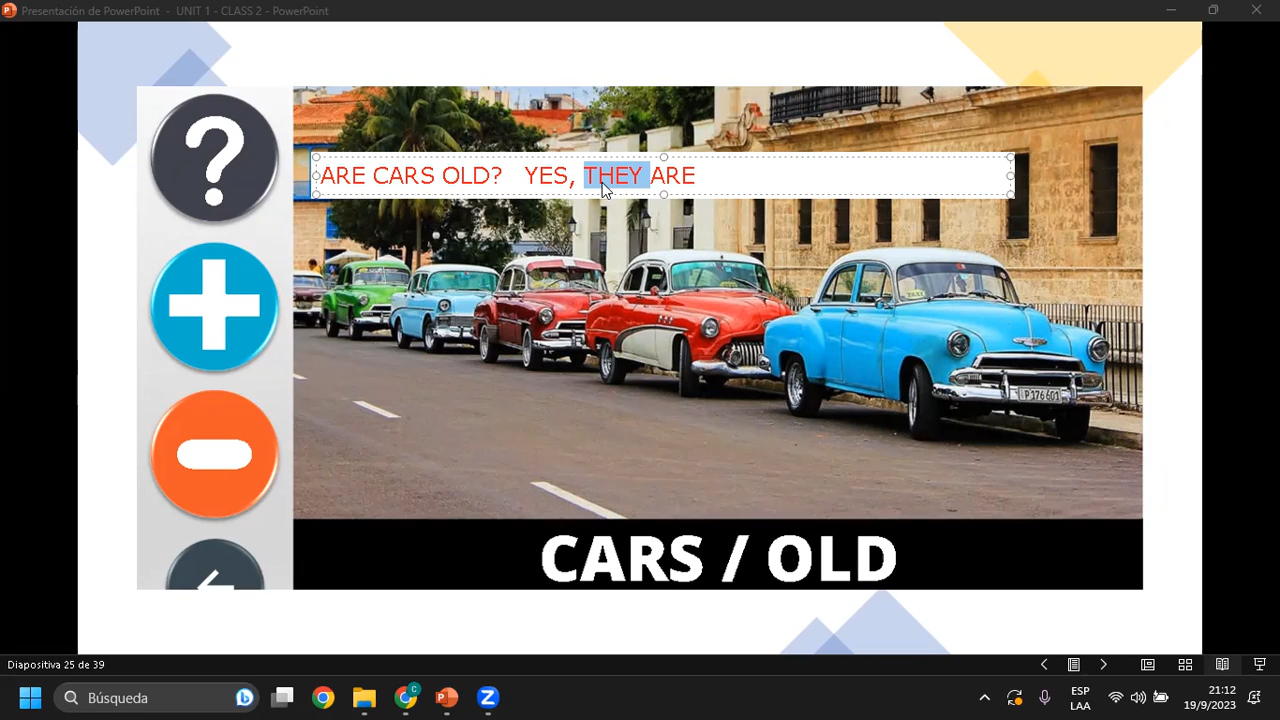 Presentación de PowerPoint - UNIT 1 - CLASS 2 - PowerPoint
?
ARE CARS OLD? YES, THEY ARE
TAXI
P 176 601
CARS / OLD
Diapositiva 25 de 39
Búsqueda
ESP
LAA
21:12
19/9/2023